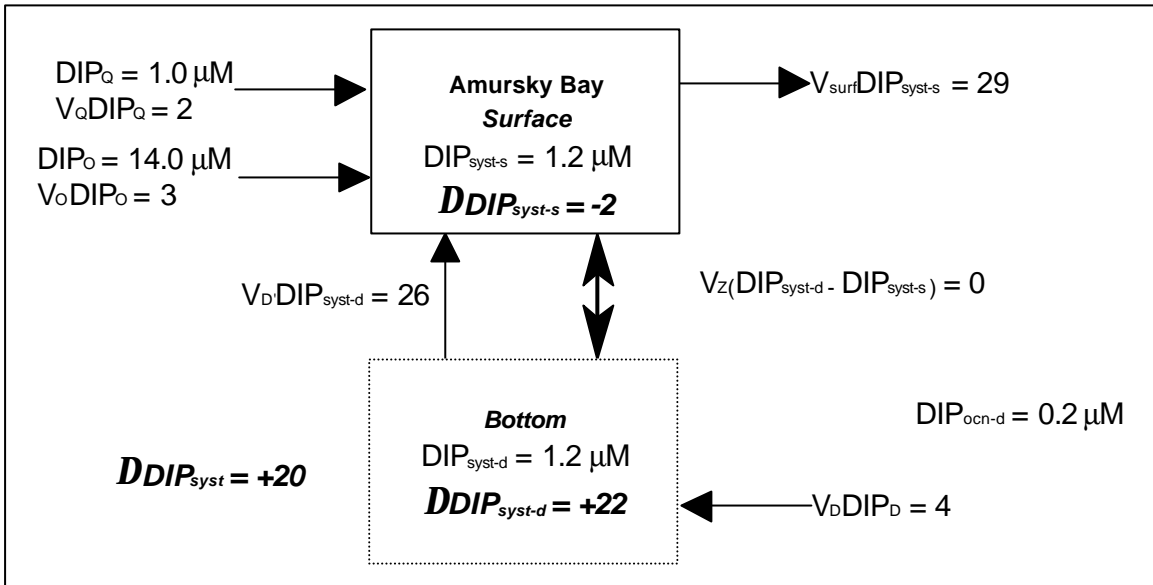 DIPQ = 1.0 μM
VQDIPQ = 2
DIPO = 14.0 μM
VODIPO = 3
Amursky Bay
Surface
DIPsyst-s = 1.2 μM
DDIPsyst-s = -2
VsurfDIPsyst-s = 29
VD'DIPsyst-d = 26
VZ(DIPsyst-d - DIPsyst-s) = 0
Bottom
DIPsyst-d = 1.2 μM
DDIPsyst-d = +22
DDIPsyst = +20
DIPocn-d = 0.2 μM
VDDIPD = 4